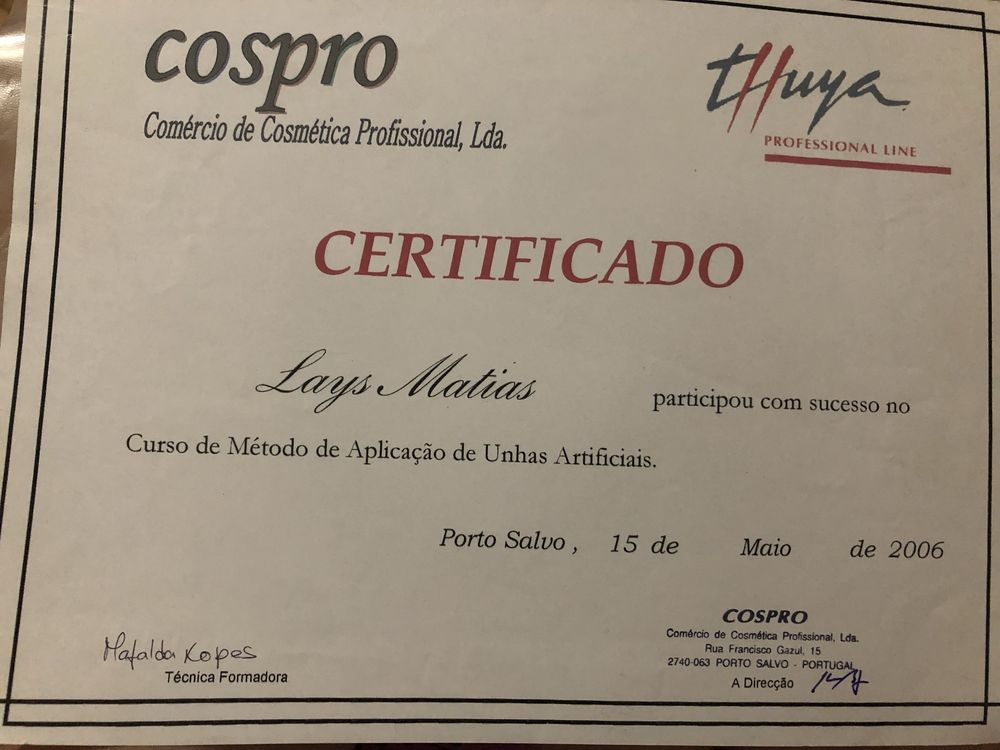 cospro
Comércio de Cosmética Profissional, Lda.
tHuya
PROFESSIONAL LINE
CERTIFICADO
Lays Matias participou com sucesso no
Curso de Método de Aplicação de Unhas Artificiais.
Porto Salvo, 15 de Maio de 2006
Mafalda Lopes
Técnica Formadora
COSPRO
Comércio de Cosmética Profissional, Lda.
Rua Francisco Gazul, 15
2740-063 PORTO SALVO - PORTUGAL
A Direcção